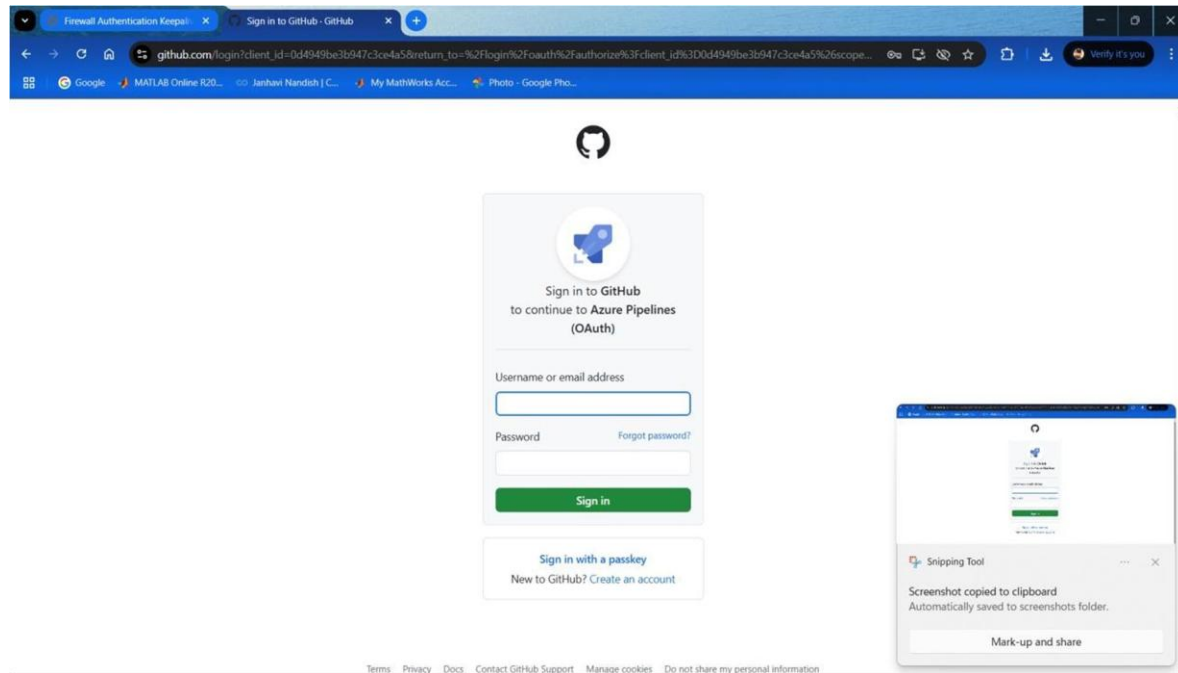 Firewall Authentication Keepali
Sign in to GitHub · GitHub
github.com/login?client_id=0d4949be3b947c3ce4a5&return_to=%2Flogin%2Foauth%2Fauthorize%3Fclient_id%3D0d4949be3b947c3ce4a5%26scope...
Verify it's you
Google
MATLAB Online R20...
Janhavi Nandish | C...
My MathWorks Acc...
Photo - Google Pho...
Sign in to GitHub
to continue to Azure Pipelines
(OAuth)
Username or email address
Password
Forgot password?
Sign in
Sign in with a passkey
New to GitHub? Create an account
Snipping Tool
Screenshot copied to clipboard
Automatically saved to screenshots folder.
Mark-up and share
Terms Privacy Docs Contact GitHub Support Manage cookies Do not share my personal information